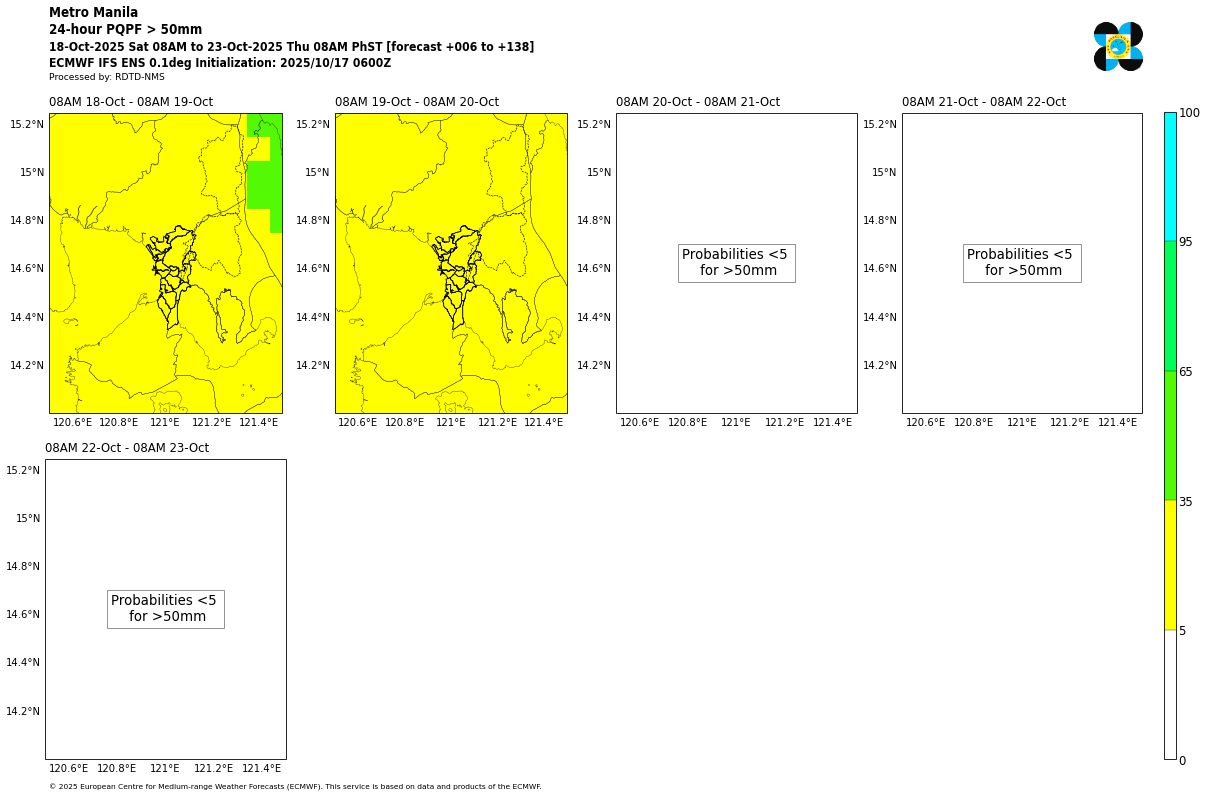 Metro Manila
24-hour PQPF > 50mm
18-Oct-2025 Sat 08AM to 23-Oct-2025 Thu 08AM PhST [forecast +006 to +138]
ECMWF IFS ENS 0.1deg Initialization: 2025/10/17 0600Z
Processed by: RDTD-NMS
08AM 18-Oct - 08AM 19-Oct
15.2°N
15°N
14.8°N
14.6°N
14.4°N
14.2°N
120.6°E 120.8°E 121°E 121.2°E 121.4°E
08AM 19-Oct - 08AM 20-Oct
15.2°N
15°N
14.8°N
14.6°N
14.4°N
14.2°N
120.6°E 120.8°E 121°E 121.2°E 121.4°E
08AM 20-Oct - 08AM 21-Oct
15.2°N
15°N
14.8°N
14.6°N
14.4°N
14.2°N
Probabilities <5
for >50mm
120.6°E 120.8°E 121°E 121.2°E 121.4°E
08AM 21-Oct - 08AM 22-Oct
15.2°N
15°N
14.8°N
14.6°N
14.4°N
14.2°N
Probabilities <5
for >50mm
120.6°E 120.8°E 121°E 121.2°E 121.4°E
100
95
65
35
5
0
08AM 22-Oct - 08AM 23-Oct
15.2°N
15°N
14.8°N
14.6°N
14.4°N
14.2°N
Probabilities <5
for >50mm
120.6°E 120.8°E 121°E 121.2°E 121.4°E
© 2025 European Centre for Medium-range Weather Forecasts (ECMWF). This service is based on data and products of the ECMWF.